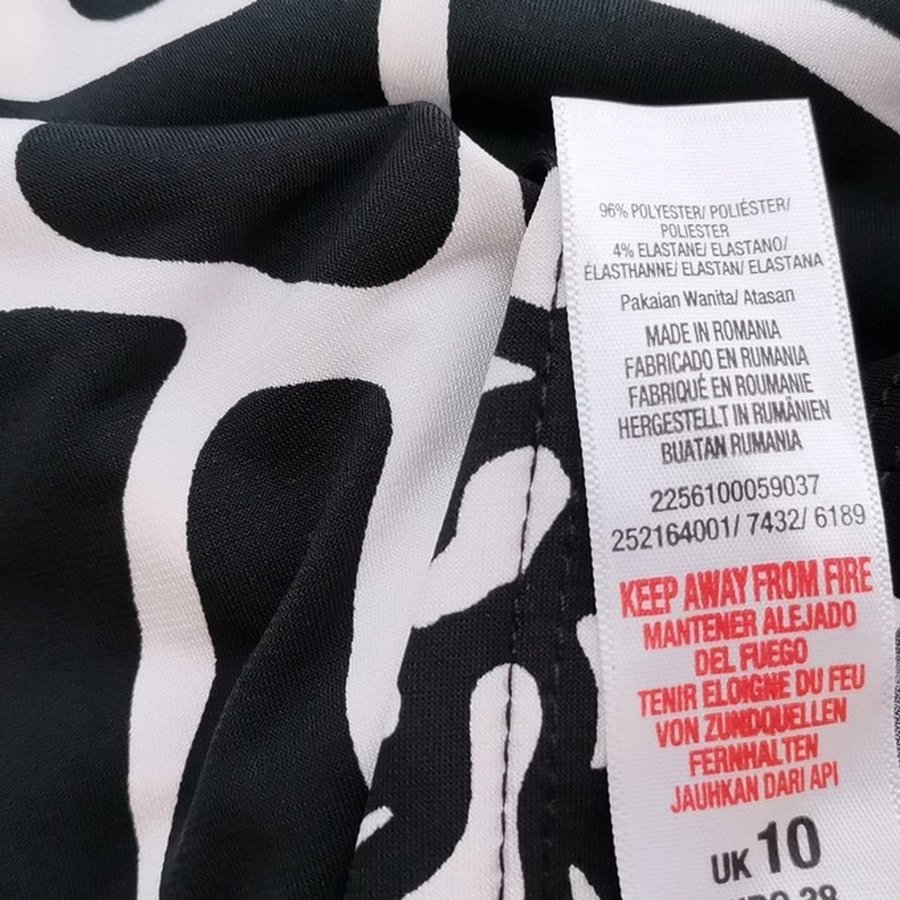 96% POLYESTER/ POLIÉSTER/
POLIESTER
4% ELASTANE/ ELASTANO/
ÉLASTHANNE/ ELASTAN/ ELASTANA
Pakaian Wanita/ Atasan
MADE IN ROMANIA
FABRICADO EN RUMANIA
FABRIQUÉ EN ROUMANIE
HERGESTELLT IN RUMÄNIEN
BUATAN RUMANIA
2256100059037
252164001/ 7432/ 6189
KEEP AWAY FROM FIRE
MANTENER ALEJADO
DEL FUEGO
TENIR ELOIGNE DU FEU
VON ZUNDQUELLEN
FERNHALTEN
JAUHKAN DARI API
UK 10
EURO 38